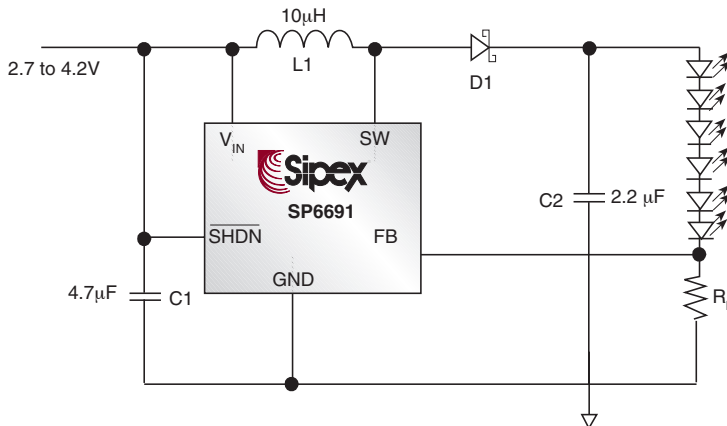 10μH
2.7 to 4.2V
L1
D1
VIN
SW
Sipex
SP6691
SHDN
FB
GND
C2
2.2 μF
4.7μF
C1
R